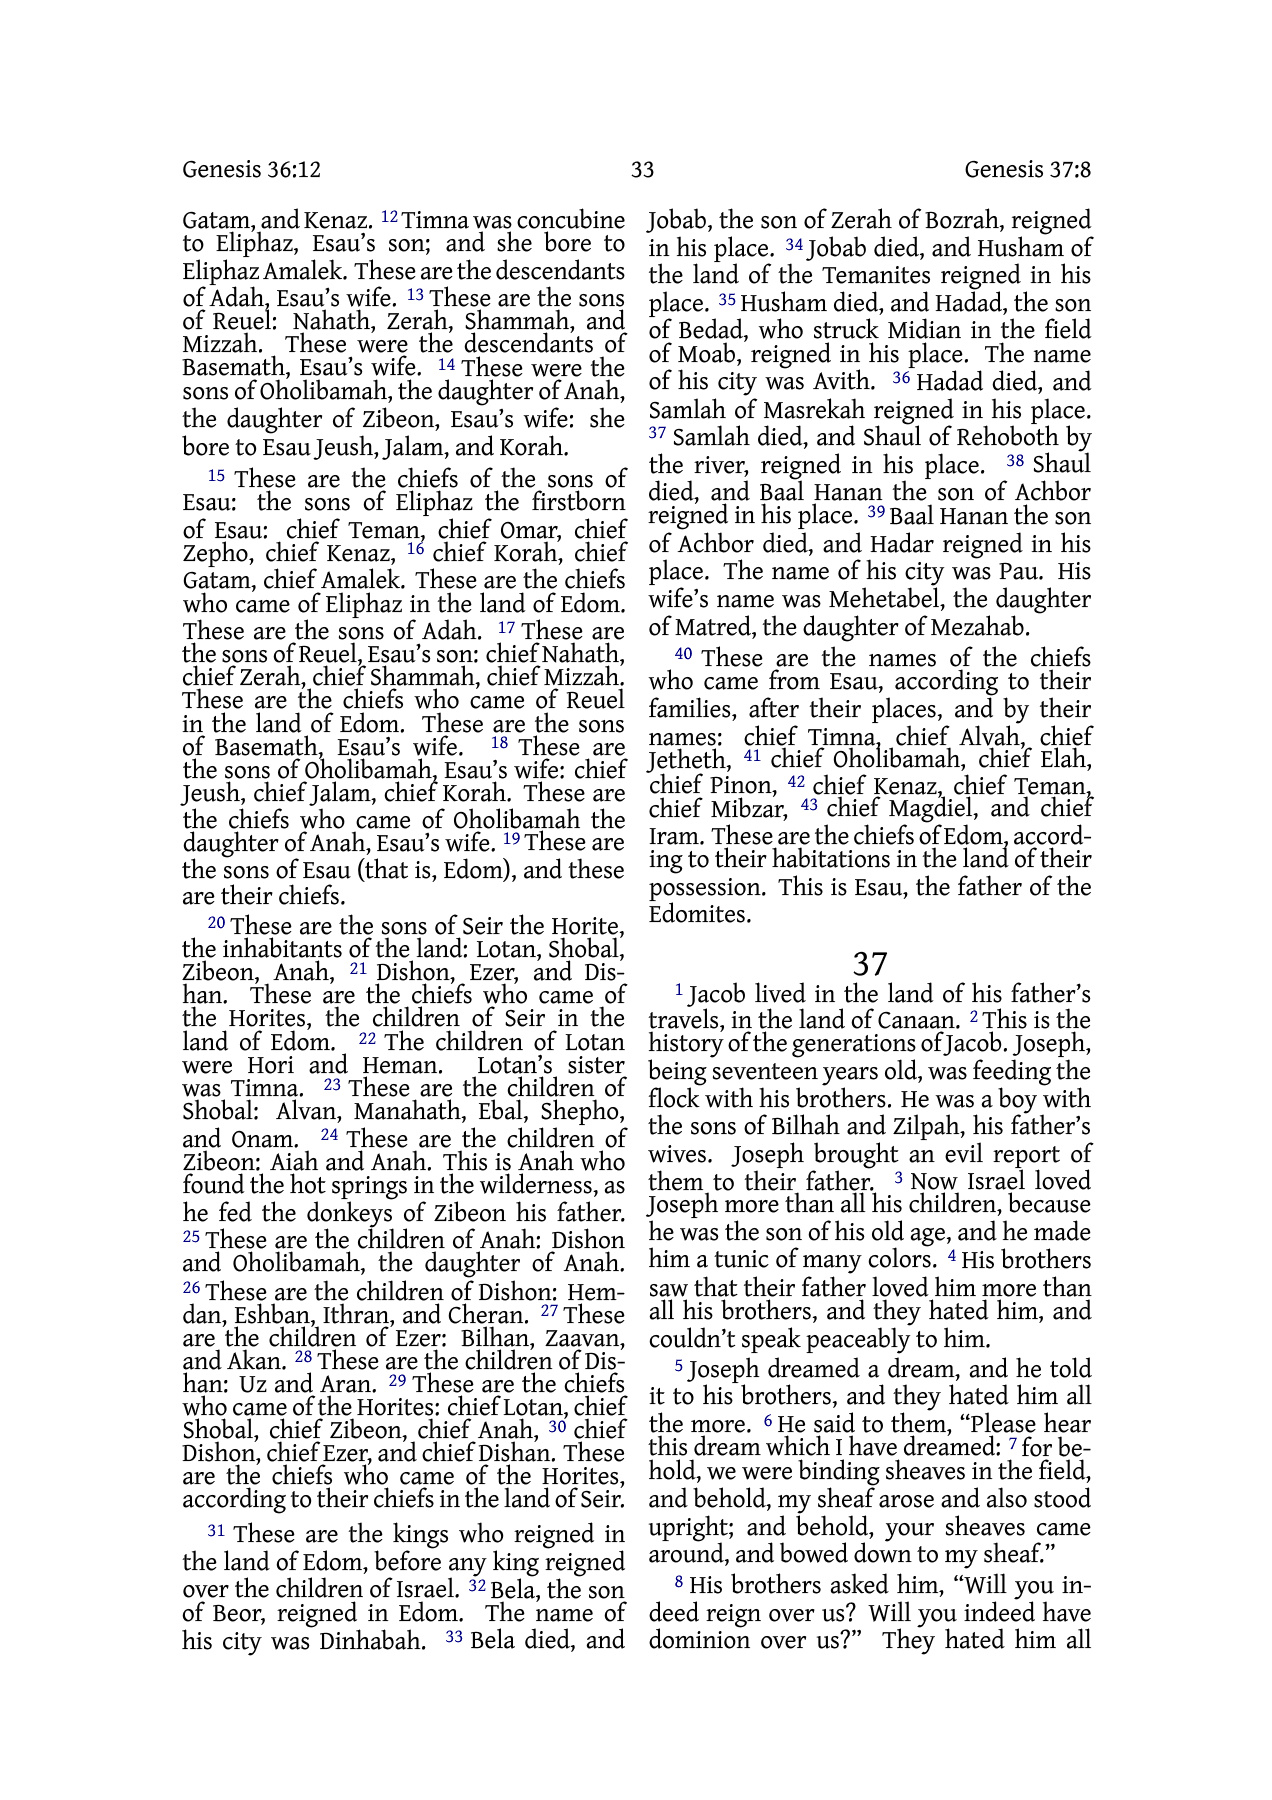 Genesis 36:12 33 Genesis 37:8
Gatam, and Kenaz. 12 Timna was concubine
to Eliphaz, Esau’s son; and she bore to
Eliphaz Amalek. These are the descendants
of Adah, Esau’s wife. 13 These are the sons
of Reuel: Nahath, Zerah, Shammah, and
Mizzah. These were the descendants of
Basemath, Esau’s wife. 14 These were the
sons of Oholibamah, the daughter of Anah,
the daughter of Zibeon, Esau’s wife: she
bore to Esau Jeush, Jalam, and Korah.
15 These are the chiefs of the sons of
Esau: the sons of Eliphaz the firstborn
of Esau: chief Teman, chief Omar, chief
Zepho, chief Kenaz, 16 chief Korah, chief
Gatam, chief Amalek. These are the chiefs
who came of Eliphaz in the land of Edom.
These are the sons of Adah. 17 These are
the sons of Reuel, Esau’s son: chief Nahath,
chief Zerah, chief Shammah, chief Mizzah.
These are the chiefs who came of Reuel
in the land of Edom. These are the sons
of Basemath, Esau’s wife. 18 These are
the sons of Oholibamah, Esau’s wife: chief
Jeush, chief Jalam, chief Korah. These are
the chiefs who came of Oholibamah the
daughter of Anah, Esau’s wife. 19 These are
the sons of Esau (that is, Edom), and these
are their chiefs.
20 These are the sons of Seir the Horite,
the inhabitants of the land: Lotan, Shobal,
Zibeon, Anah, 21 Dishon, Ezer, and Dis-
han. These are the chiefs who came of
the Horites, the children of Seir in the
land of Edom. 22 The children of Lotan
were Hori and Heman. Lotan’s sister
was Timna. 23 These are the children of
Shobal: Alvan, Manahath, Ebal, Shepho,
and Onam. 24 These are the children of
Zibeon: Aiah and Anah. This is Anah who
found the hot springs in the wilderness, as
he fed the donkeys of Zibeon his father.
25 These are the children of Anah: Dishon
and Oholibamah, the daughter of Anah.
26 These are the children of Dishon: Hem-
dan, Eshban, Ithran, and Cheran. 27 These
are the children of Ezer: Bilhan, Zaavan,
and Akan. 28 These are the children of Dis-
han: Uz and Aran. 29 These are the chiefs
who came of the Horites: chief Lotan, chief
Shobal, chief Zibeon, chief Anah, 30 chief
Dishon, chief Ezer, and chief Dishan. These
are the chiefs who came of the Horites,
according to their chiefs in the land of Seir.
31 These are the kings who reigned in
the land of Edom, before any king reigned
over the children of Israel. 32 Bela, the son
of Beor, reigned in Edom. The name of
his city was Dinhabah. 33 Bela died, and
Jobab, the son of Zerah of Bozrah, reigned
in his place. 34 Jobab died, and Husham of
the land of the Temanites reigned in his
place. 35 Husham died, and Hadad, the son
of Bedad, who struck Midian in the field
of Moab, reigned in his place. The name
of his city was Avith. 36 Hadad died, and
Samlah of Masrekah reigned in his place.
37 Samlah died, and Shaul of Rehoboth by
the river, reigned in his place. 38 Shaul
died, and Baal Hanan the son of Achbor
reigned in his place. 39 Baal Hanan the son
of Achbor died, and Hadar reigned in his
place. The name of his city was Pau. His
wife’s name was Mehetabel, the daughter
of Matred, the daughter of Mezahab.
40 These are the names of the chiefs
who came from Esau, according to their
families, after their places, and by their
names: chief Timna, chief Alvah, chief
Jetheth, 41 chief Oholibamah, chief Elah,
chief Pinon, 42 chief Kenaz, chief Teman,
chief Mibzar, 43 chief Magdiel, and chief
Iram. These are the chiefs of Edom, accord-
ing to their habitations in the land of their
possession. This is Esau, the father of the
Edomites.
37
1 Jacob lived in the land of his father’s
travels, in the land of Canaan. 2 This is the
history of the generations of Jacob. Joseph,
being seventeen years old, was feeding the
flock with his brothers. He was a boy with
the sons of Bilhah and Zilpah, his father’s
wives. Joseph brought an evil report of
them to their father. 3 Now Israel loved
Joseph more than all his children, because
he was the son of his old age, and he made
him a tunic of many colors. 4 His brothers
saw that their father loved him more than
all his brothers, and they hated him, and
couldn’t speak peaceably to him.
5 Joseph dreamed a dream, and he told
it to his brothers, and they hated him all
the more. 6 He said to them, “Please hear
this dream which I have dreamed: 7 for be-
hold, we were binding sheaves in the field,
and behold, my sheaf arose and also stood
upright; and behold, your sheaves came
around, and bowed down to my sheaf.”
8 His brothers asked him, “Will you in-
deed reign over us? Will you indeed have
dominion over us?” They hated him all